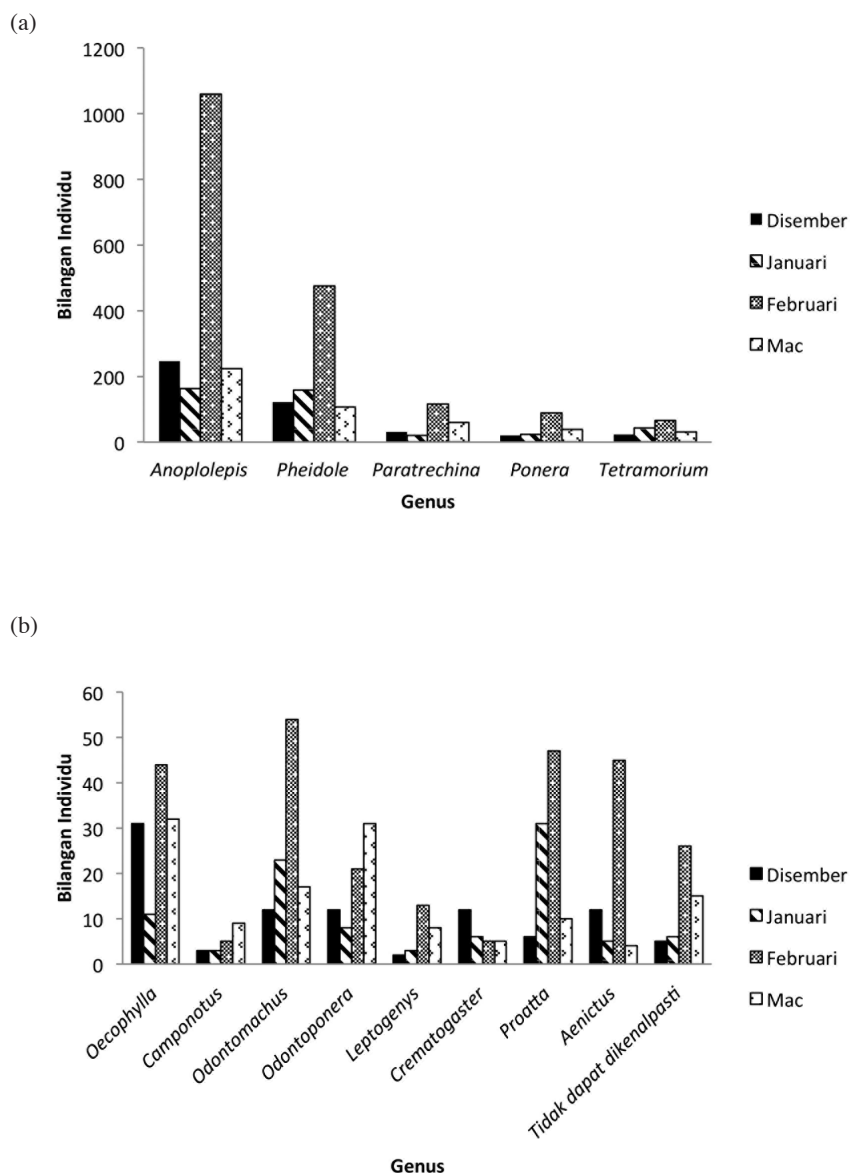 (a)
1200
1000
800
600
400
200
0
Bilangan Individu
Anoplolepis Pheidole Paratrechina Ponera Tetramorium
Genus
Disember
Januari
Februari
Mac
(b)
60
50
40
30
20
10
0
Bilangan Individu
Oecophylla
Camponotus
Odontomachus
Odontoponera
Leptogenys
Crematogaster
Proatta
Aenictus
Tidak dapat dikenalpasti
Genus
Disember
Januari
Februari
Mac